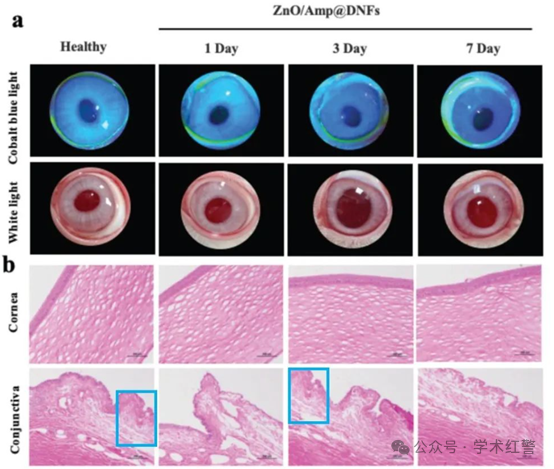 a
ZnO/Amp@DNFs
Healthy 1 Day 3 Day 7 Day
Cobalt blue light
White light
b
Cornea
Conjunctiva
公众号 · 学术红警